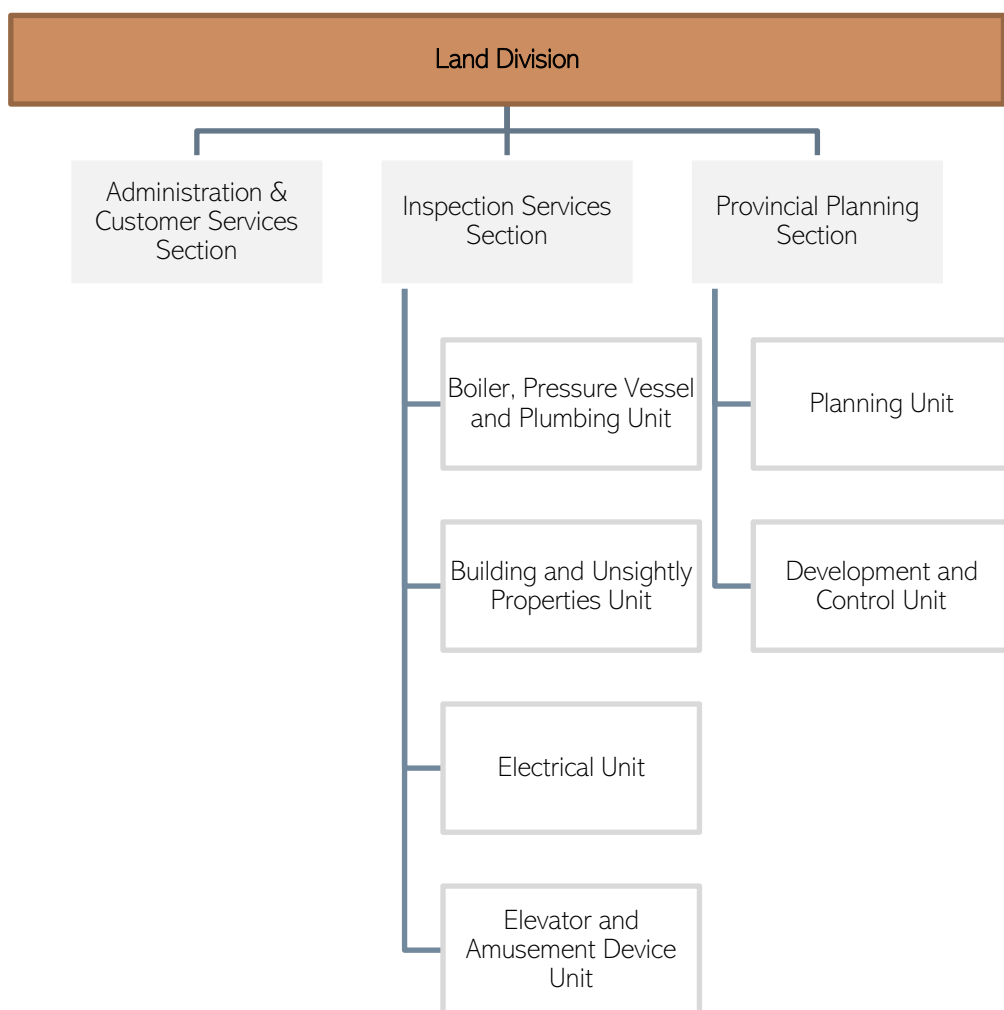 Land Division
Administration &
Customer Services
Section
Inspection Services
Section
Provincial Planning
Section
Boiler, Pressure Vessel
and Plumbing Unit
Planning Unit
Building and Unsightly
Properties Unit
Development and
Control Unit
Electrical Unit
Elevator and
Amusement Device
Unit